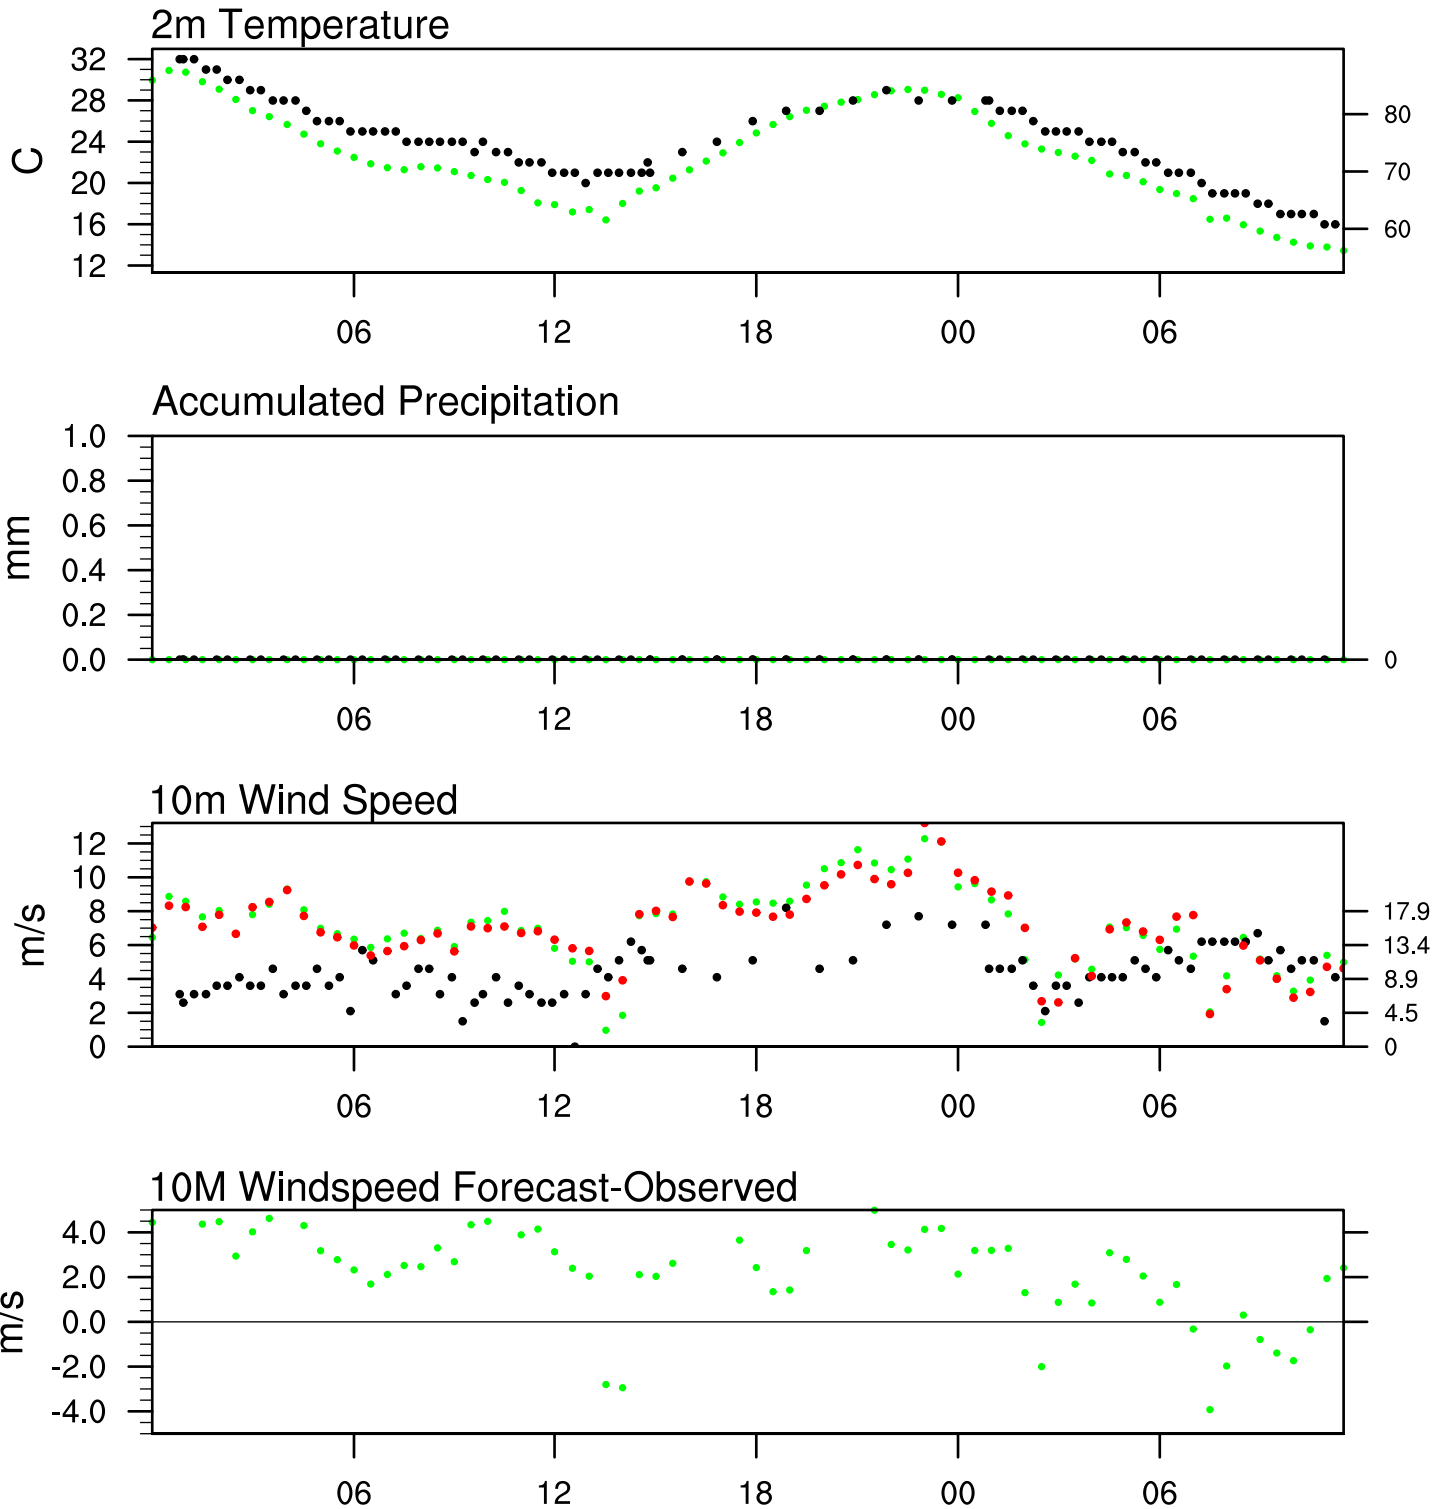 2m Temperature
32
28
24
20
16
12
C
80
70
60
06 12 18 00 06
Accumulated Precipitation
1.0
0.8
0.6
0.4
0.2
0.0
mm
0
06 12 18 00 06
10m Wind Speed
12
10
8
6
4
2
0
m/s
17.9
13.4
8.9
4.5
0
06 12 18 00 06
10M Windspeed Forecast-Observed
4.0
2.0
0.0
-2.0
-4.0
m/s
06 12 18 00 06